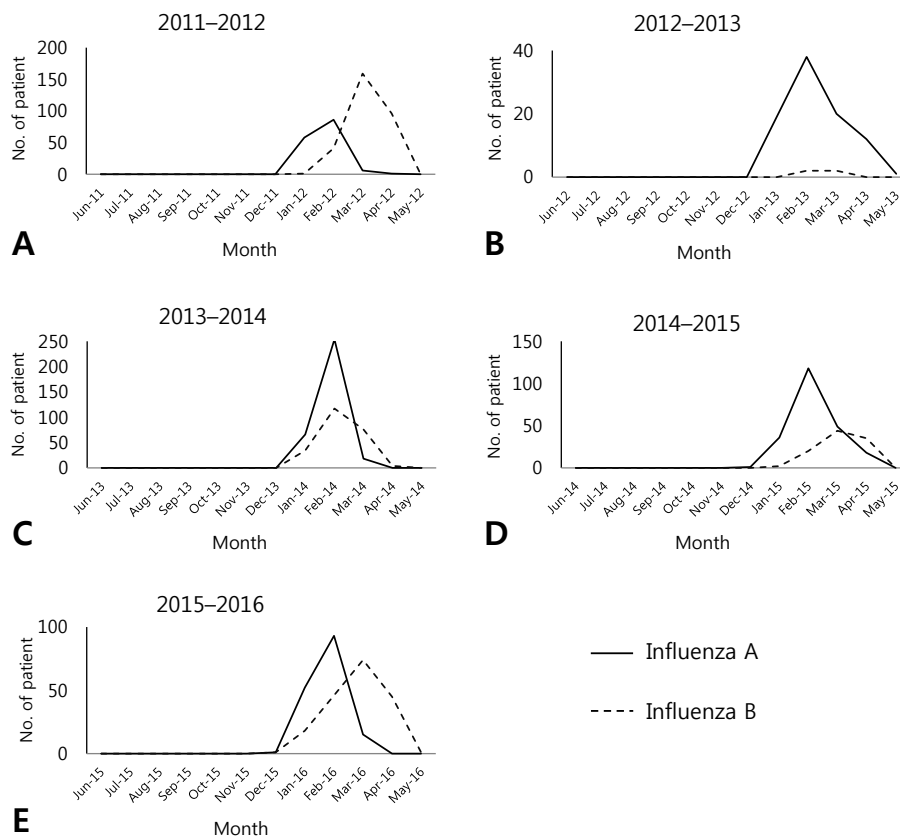 2011–2012
200
150
100
50
0
No. of patient
Jun-11 Jul-11 Aug-11 Sep-11 Oct-11 Nov-11 Dec-11 Jan-12 Feb-12 Mar-12 Apr-12 May-12
Month
A
2012–2013
40
20
0
No. of patient
Jun-12 Jul-12 Aug-12 Sep-12 Oct-12 Nov-12 Dec-12 Jan-13 Feb-13 Mar-13 Apr-13 May-13
Month
B
2013–2014
250
200
150
100
50
0
No. of patient
Jun-13 Jul-13 Aug-13 Sep-13 Oct-13 Nov-13 Dec-13 Jan-14 Feb-14 Mar-14 Apr-14 May-14
Month
C
2014–2015
150
100
50
0
No. of patient
Jun-14 Jul-14 Aug-14 Sep-14 Oct-14 Nov-14 Dec-14 Jan-15 Feb-15 Mar-15 Apr-15 May-15
Month
D
2015–2016
100
50
0
No. of patient
Jun-15 Jul-15 Aug-15 Sep-15 Oct-15 Nov-15 Dec-15 Jan-16 Feb-16 Mar-16 Apr-16 May-16
Month
E
Influenza A
Influenza B